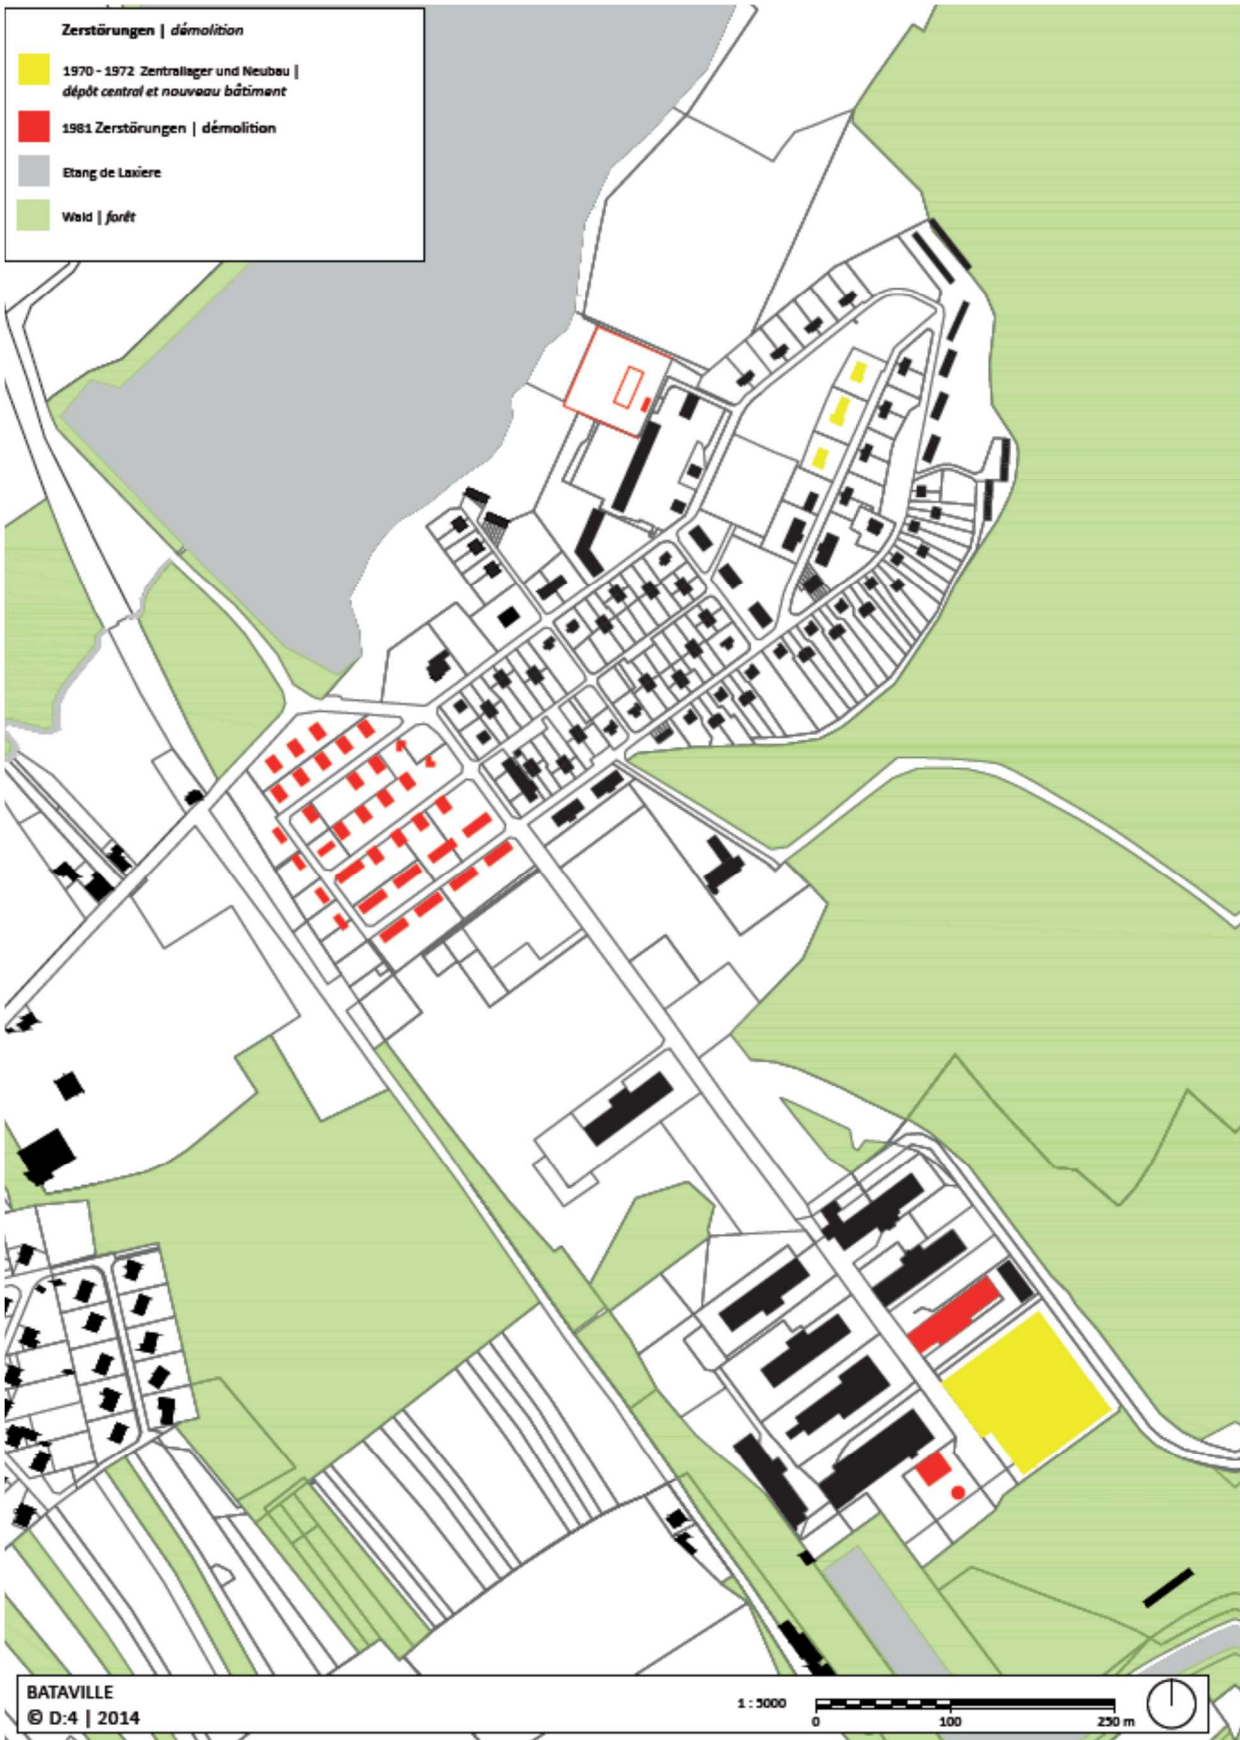 Zerstörungen | démolition
1970 - 1972 Zentrallager und Neubau |
dépôt central et nouveau bâtiment
1981 Zerstörungen | démolition
Etang de Laxiere
Wald | forêt
BATAVILLE
© D:4 | 2014
1 : 5000
0 100 250 m